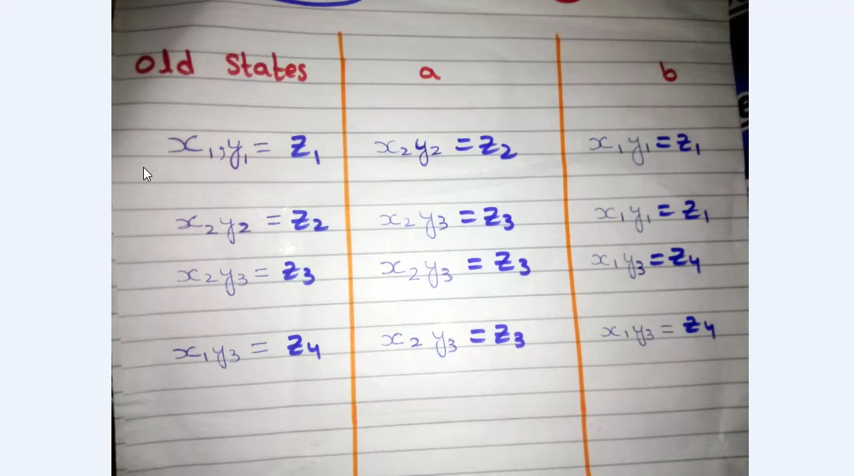 old States a b
x₁,y₁ = z₁ x₂y₂ = z₂ x₁y₁ = z₁
x₂y₂ = z₂ x₂y₃ = z₃ x₁y₁ = z₁
x₂y₃ = z₃ x₂y₃ = z₃ x₁y₃ = z₄
x₁y₃ = z₄ x₂y₃ = z₃ x₁y₃ = z₄